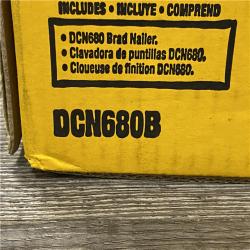 INCLUDES • INCLUYE • COMPREND
• DCN680 Brad Nailer.
• Clavadora de puntillas DCN680.
• Cloueuse de finition DCN680.
DCN680B